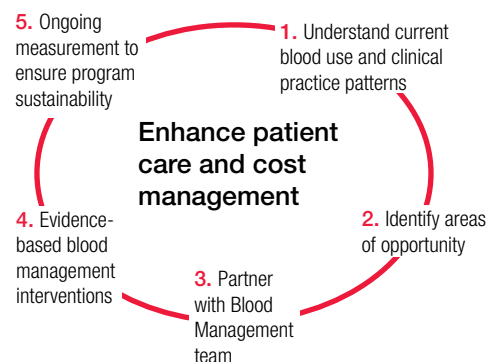 5. Ongoing
measurement to
ensure program
sustainability
1. Understand current
blood use and clinical
practice patterns
Enhance patient
care and cost
management
2. Identify areas
of opportunity
3. Partner
with Blood
Management
team
4. Evidence-
based blood
management
interventions